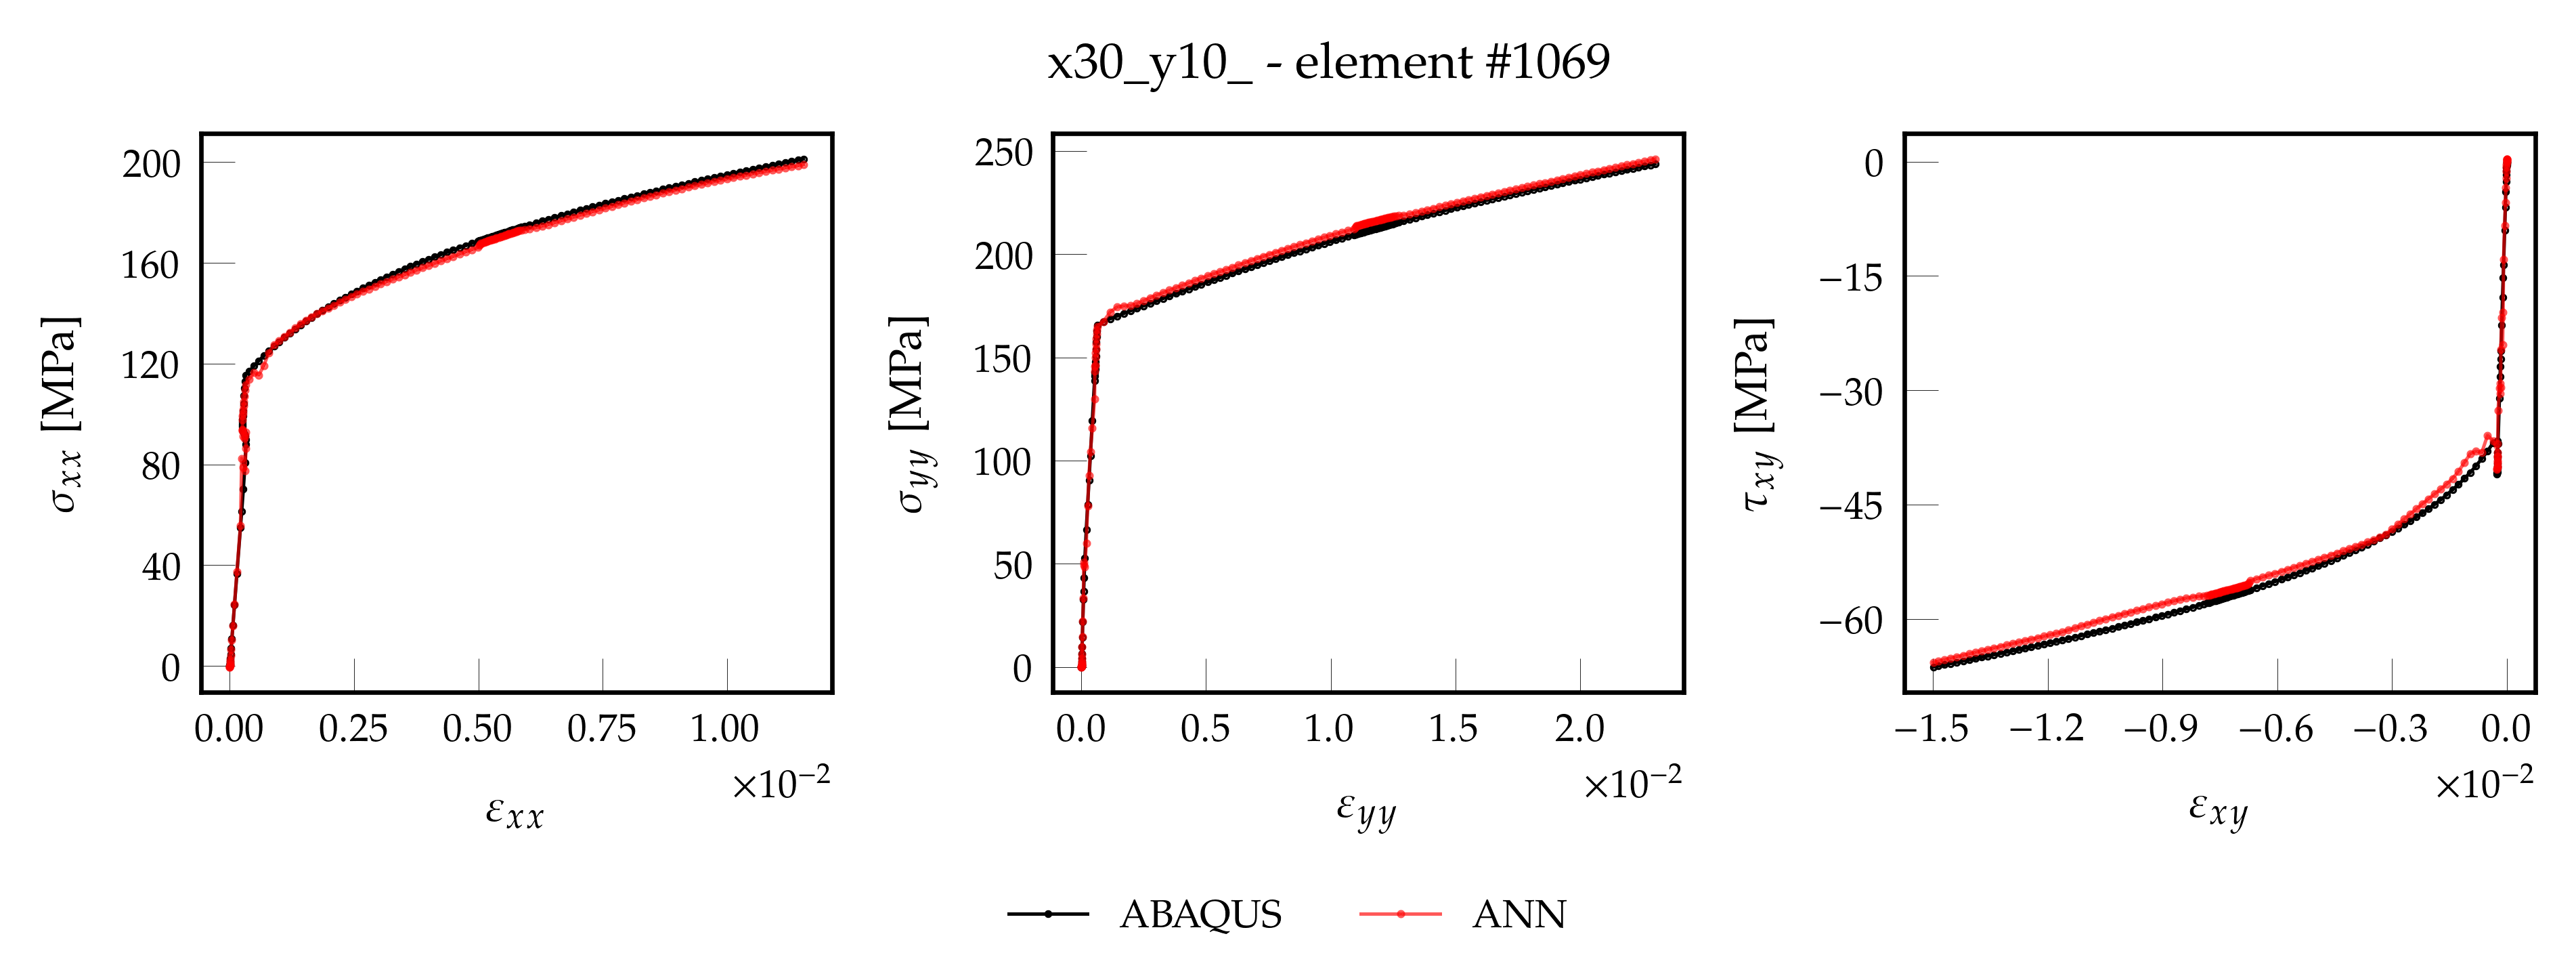 x30_y10_ - element #1069
σxx [MPa]
200
160
120
80
40
0
0.00 0.25 0.50 0.75 1.00
×10−2
εxx
σyy [MPa]
250
200
150
100
50
0
0.0 0.5 1.0 1.5 2.0
×10−2
εyy
τxy [MPa]
0
−15
−30
−45
−60
−1.5 −1.2 −0.9 −0.6 −0.3 0.0
×10−2
εxy
ABAQUS ANN